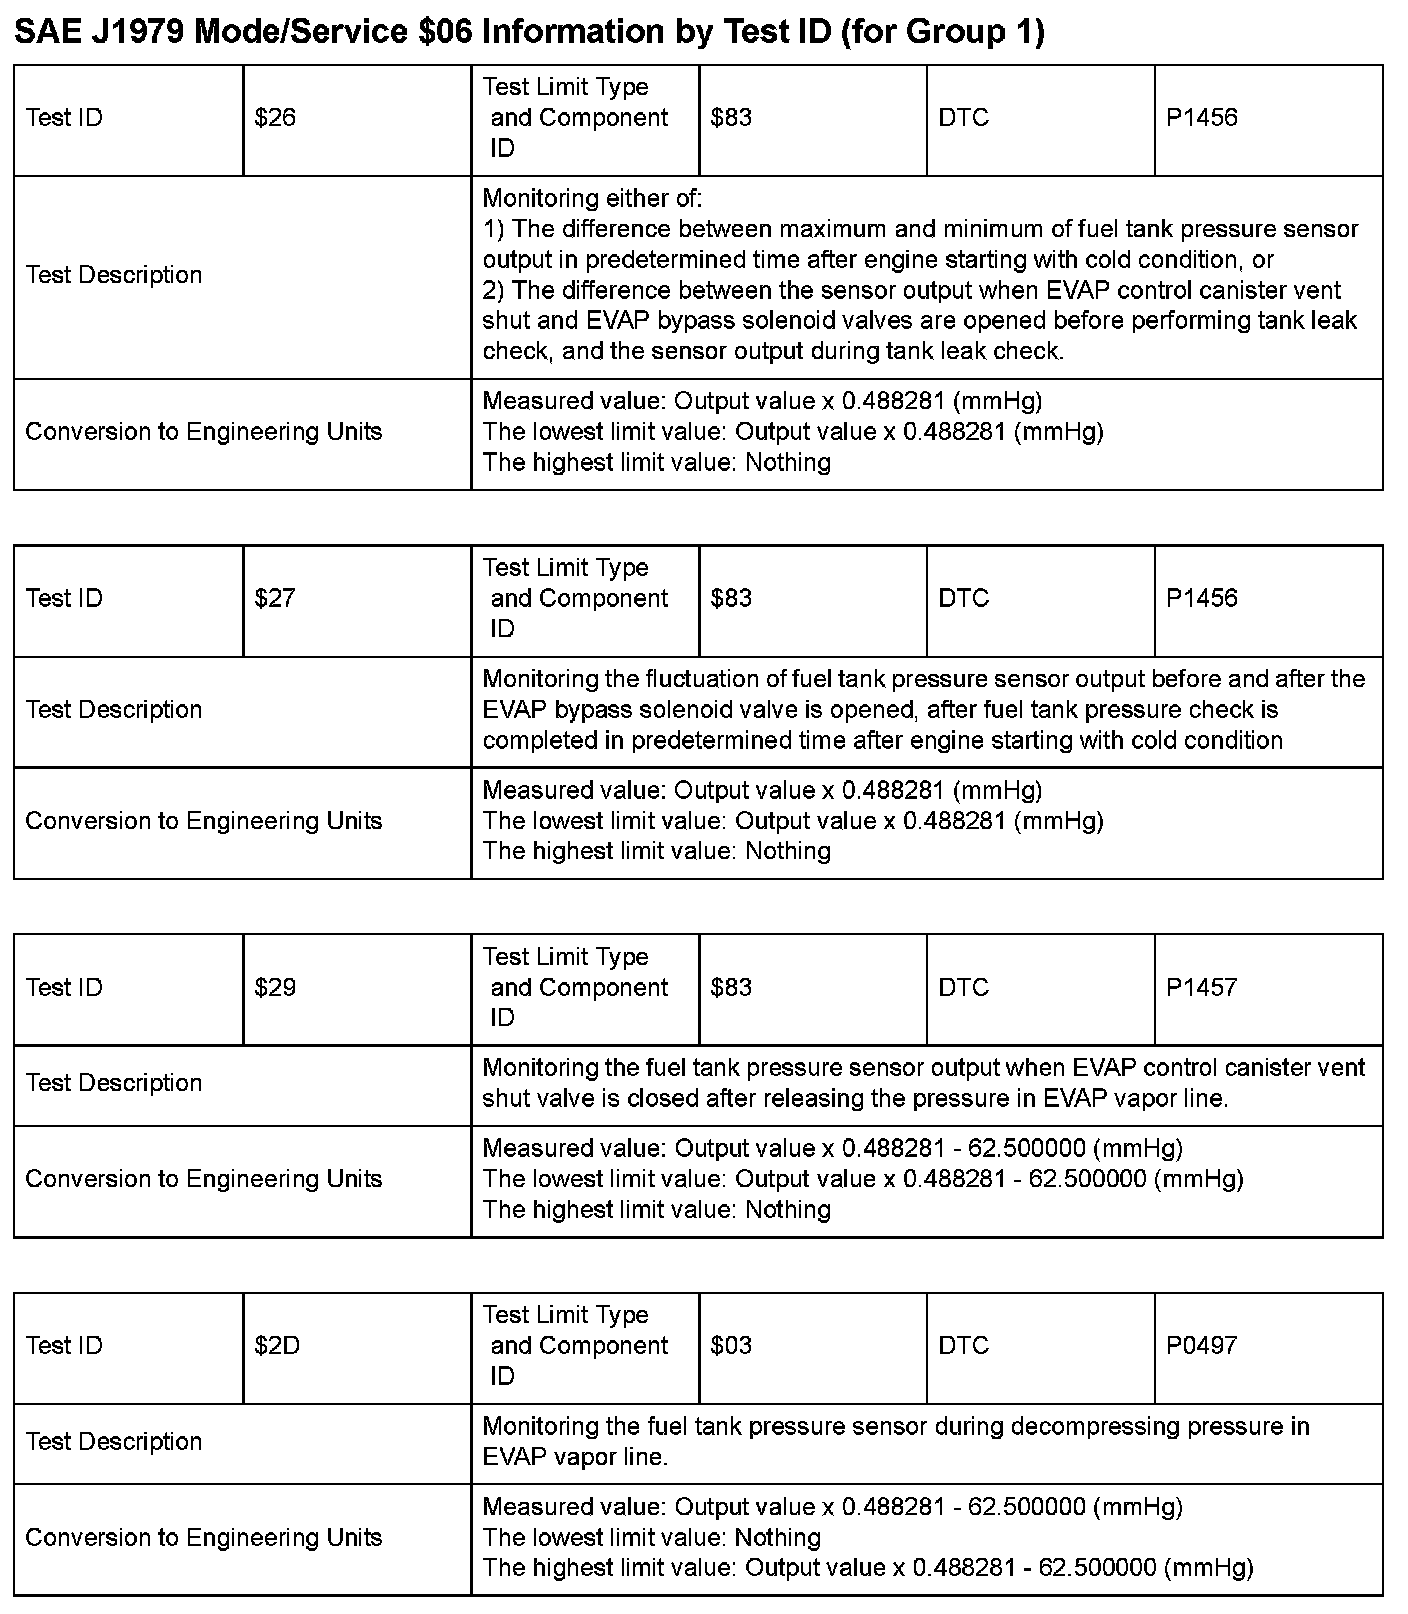 SAE J1979 Mode/Service $06 Information by Test ID (for Group 1)
Test ID
$26
Test Limit Type
and Component
ID
$83
DTC
P1456
Test Description
Monitoring either of:
1) The difference between maximum and minimum of fuel tank pressure sensor
output in predetermined time after engine starting with cold condition, or
2) The difference between the sensor output when EVAP control canister vent
shut and EVAP bypass solenoid valves are opened before performing tank leak
check, and the sensor output during tank leak check.
Conversion to Engineering Units
Measured value: Output value x 0.488281 (mmHg)
The lowest limit value: Output value x 0.488281 (mmHg)
The highest limit value: Nothing
Test ID
$27
Test Limit Type
and Component
ID
$83
DTC
P1456
Test Description
Monitoring the fluctuation of fuel tank pressure sensor output before and after the
EVAP bypass solenoid valve is opened, after fuel tank pressure check is
completed in predetermined time after engine starting with cold condition
Conversion to Engineering Units
Measured value: Output value x 0.488281 (mmHg)
The lowest limit value: Output value x 0.488281 (mmHg)
The highest limit value: Nothing
Test ID
$29
Test Limit Type
and Component
ID
$83
DTC
P1457
Test Description
Monitoring the fuel tank pressure sensor output when EVAP control canister vent
shut valve is closed after releasing the pressure in EVAP vapor line.
Conversion to Engineering Units
Measured value: Output value x 0.488281 - 62.500000 (mmHg)
The lowest limit value: Output value x 0.488281 - 62.500000 (mmHg)
The highest limit value: Nothing
Test ID
$2D
Test Limit Type
and Component
ID
$03
DTC
P0497
Test Description
Monitoring the fuel tank pressure sensor during decompressing pressure in
EVAP vapor line.
Conversion to Engineering Units
Measured value: Output value x 0.488281 - 62.500000 (mmHg)
The lowest limit value: Nothing
The highest limit value: Output value x 0.488281 - 62.500000 (mmHg)